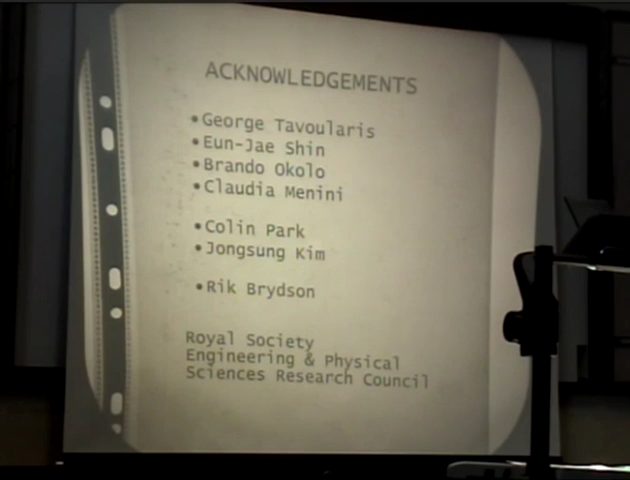 ACKNOWLEDGEMENTS
•George Tavoularis
•Eun-Jae Shin
•Brando Okolo
•Claudia Menini
•Colin Park
•Jongsung Kim
•Rik Brydson
Royal Society
Engineering & Physical
Sciences Research Council